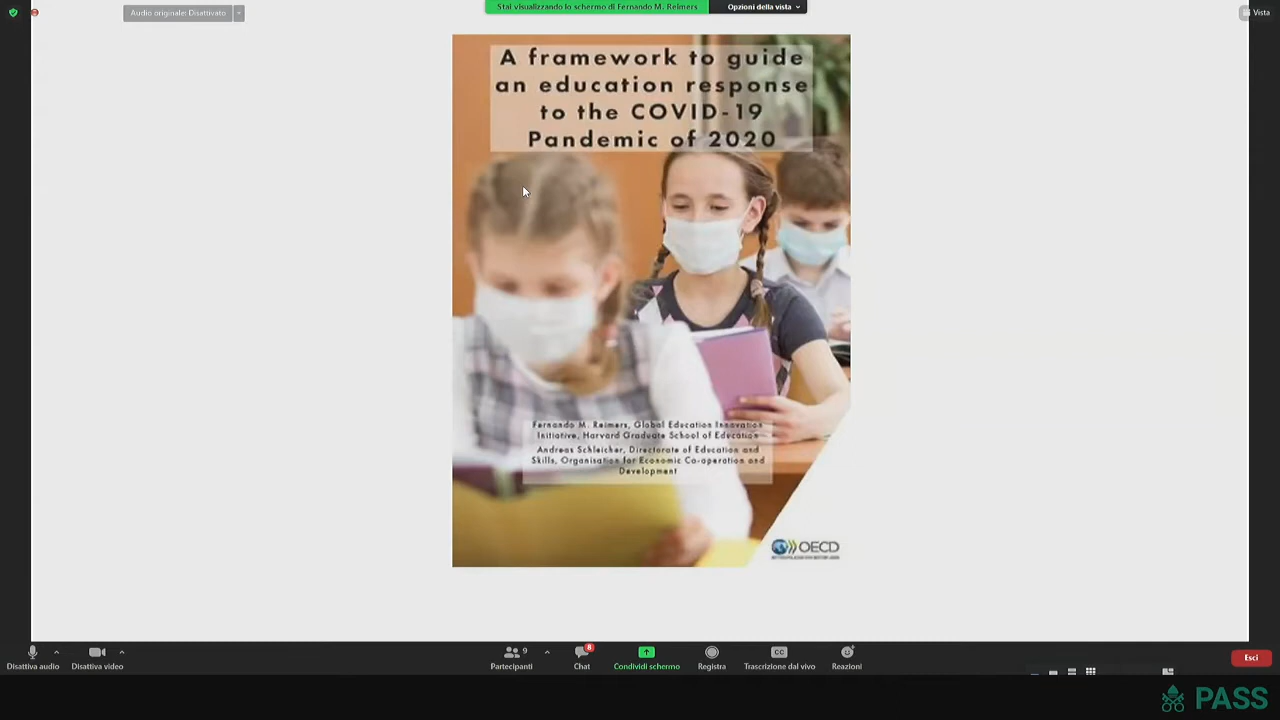 Audio originale: Disattivato
Stai visualizzando lo schermo di Fernando M. Reimers
Opzioni della vista
Vista
A framework to guide
an education response
to the COVID-19
Pandemic of 2020
Fernando M. Reimers, Global Education Innovation
Initiative, Harvard Graduate School of Education
Andreas Schleicher, Directorate of Education and
Skills, Organisation for Economic Co-operation and
Development
OECD
Disattiva audio
Disattiva video
Partecipanti
9
Chat
8
Condividi schermo
Registra
CC
Trascrizione dal vivo
Reazioni
Esci
PASS